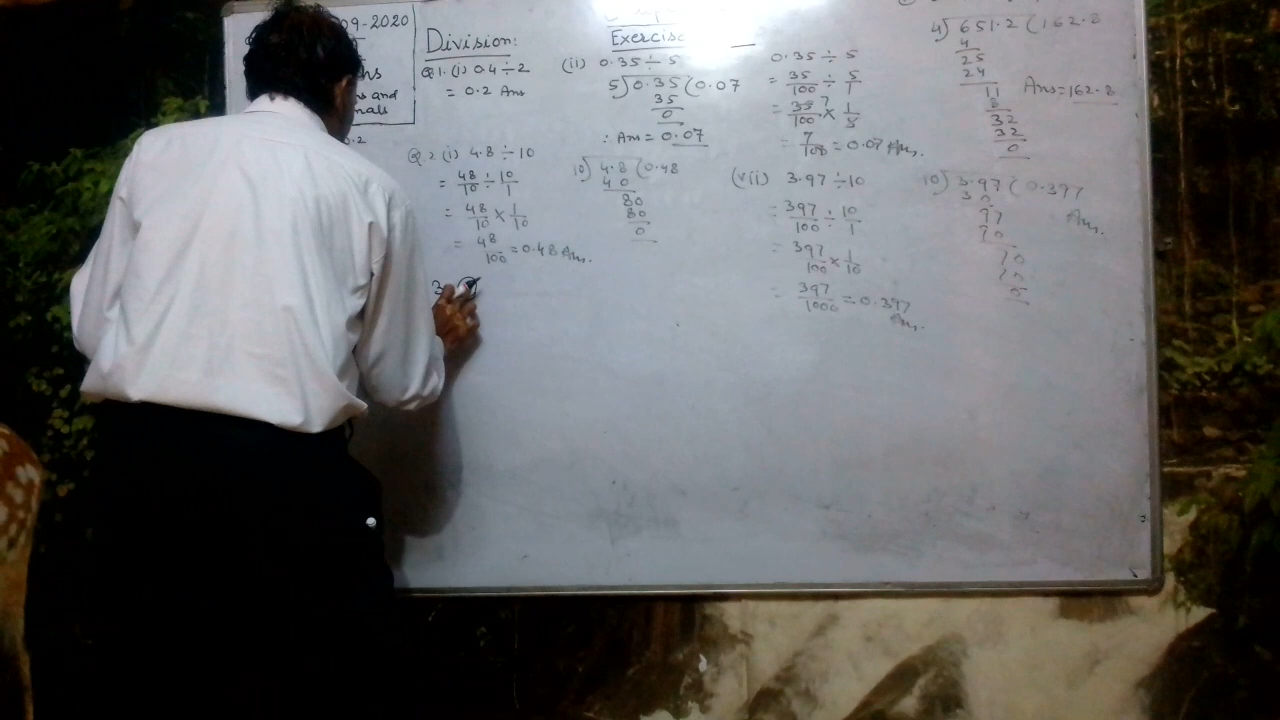 09-2020
and
Division:
Q1. (i) 0.4÷2
= 0.2 Ans
Q.2 (i) 4.8÷10
= 48/10 ÷ 10/1
= 48/10 × 1/10
= 48/100 = 0.48 Ans.
3
Exercise
(ii) 0.35÷5
5)0.35(0.07
35
0
∴ Ans = 0.07
10)4.8(0.48
40
80
80
0
0.35÷5
= 35/100 ÷ 5/1
= 35/100 × 1/5
7
= 7/100 = 0.07 Ans.
(vii) 3.97÷10
= 397/100 ÷ 10/1
= 397/100 × 1/10
= 397/1000 = 0.397
Ans.
4)651.2(162.8
4
25
24
11
8
32
32
0
Ans = 162.8
10)3.97(0.397
30
97
Ans.